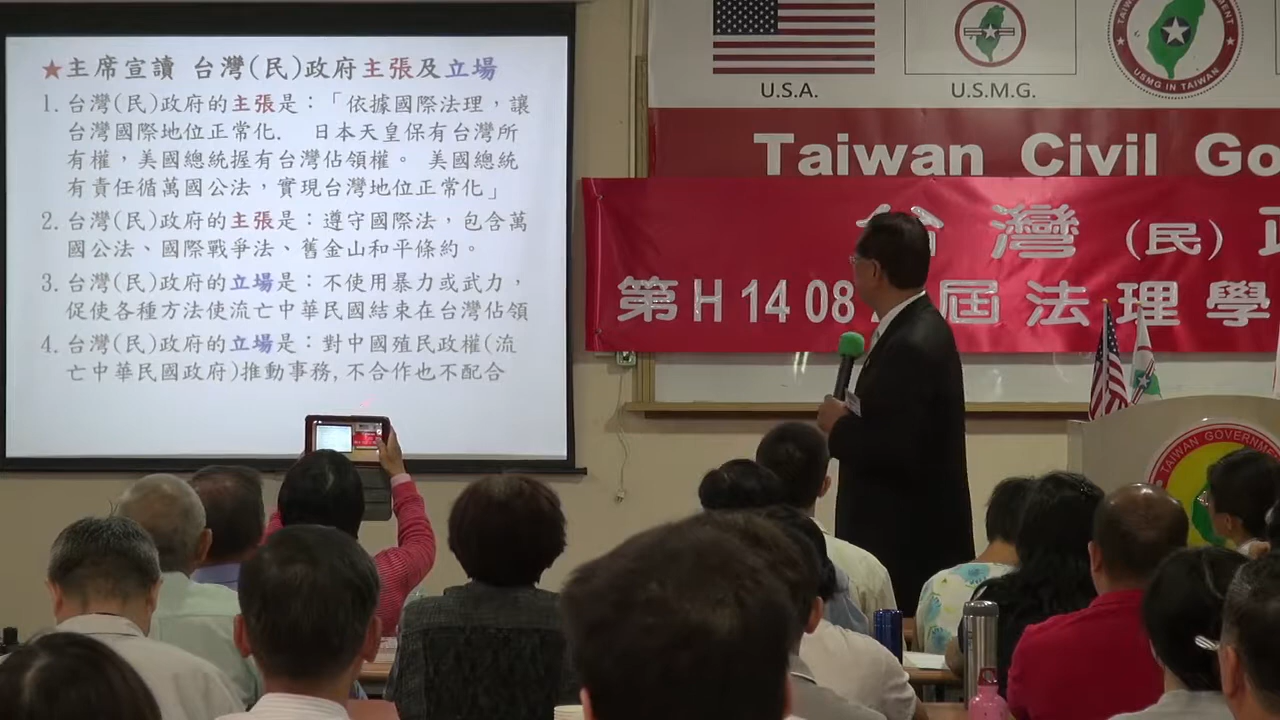 ★主席宣讀 台灣(民)政府主張及立場
1. 台灣(民)政府的主張是：「依據國際法理，讓
台灣國際地位正常化. 日本天皇保有台灣所
有權，美國總統握有台灣佔領權。 美國總統
有責任循萬國公法，實現台灣地位正常化」
2. 台灣(民)政府的主張是：遵守國際法，包含萬
國公法、國際戰爭法、舊金山和平條約。
3. 台灣(民)政府的立場是：不使用暴力或武力，
促使各種方法使流亡中華民國結束在台灣佔領
4. 台灣(民)政府的立場是：對中國殖民政權(流
亡中華民國政府)推動事務, 不合作也不配合
U.S.A.
U.S.M.G.
USMG IN TAIWAN
Taiwan Civil Go
台灣(民)
第H1408 屆法理學
TAIWAN GOVERNMENT